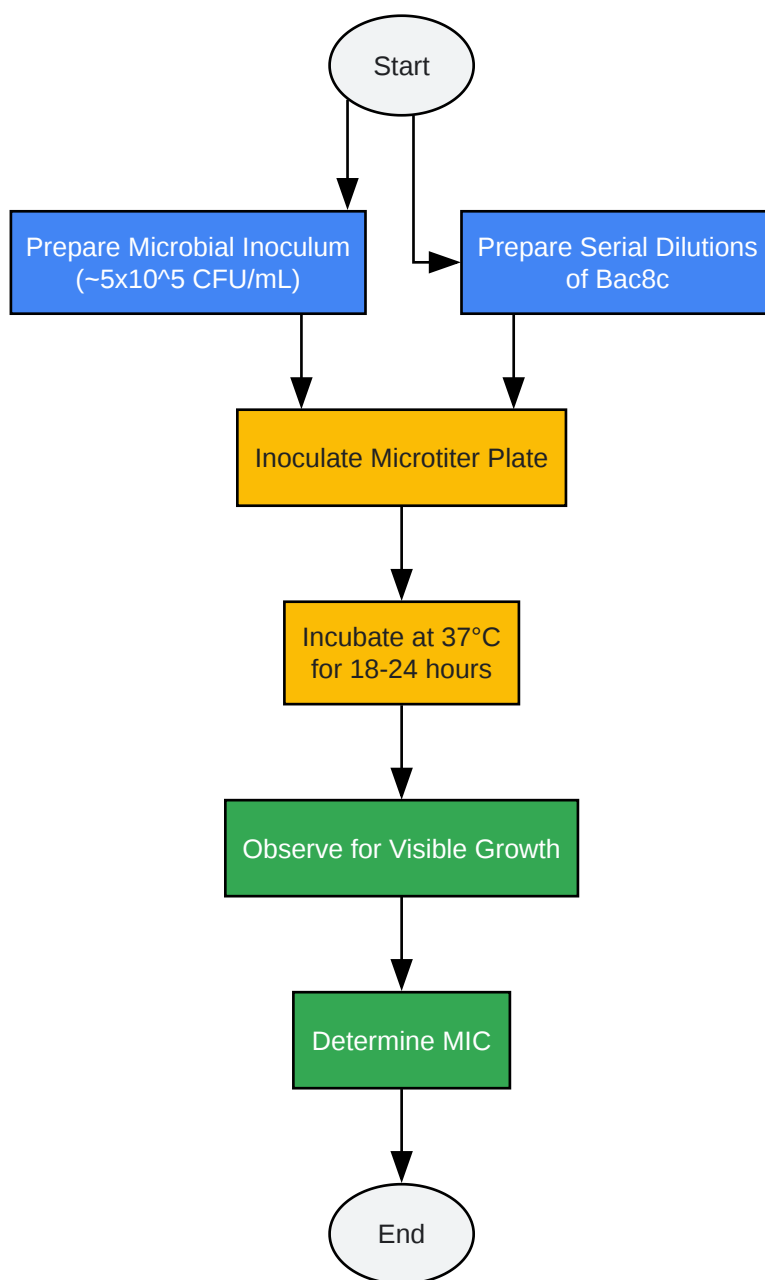 Start
Prepare Microbial Inoculum
(~5x10^5 CFU/mL)
Prepare Serial Dilutions
of Bac8c
Inoculate Microtiter Plate
Incubate at 37°C
for 18-24 hours
Observe for Visible Growth
Determine MIC
End